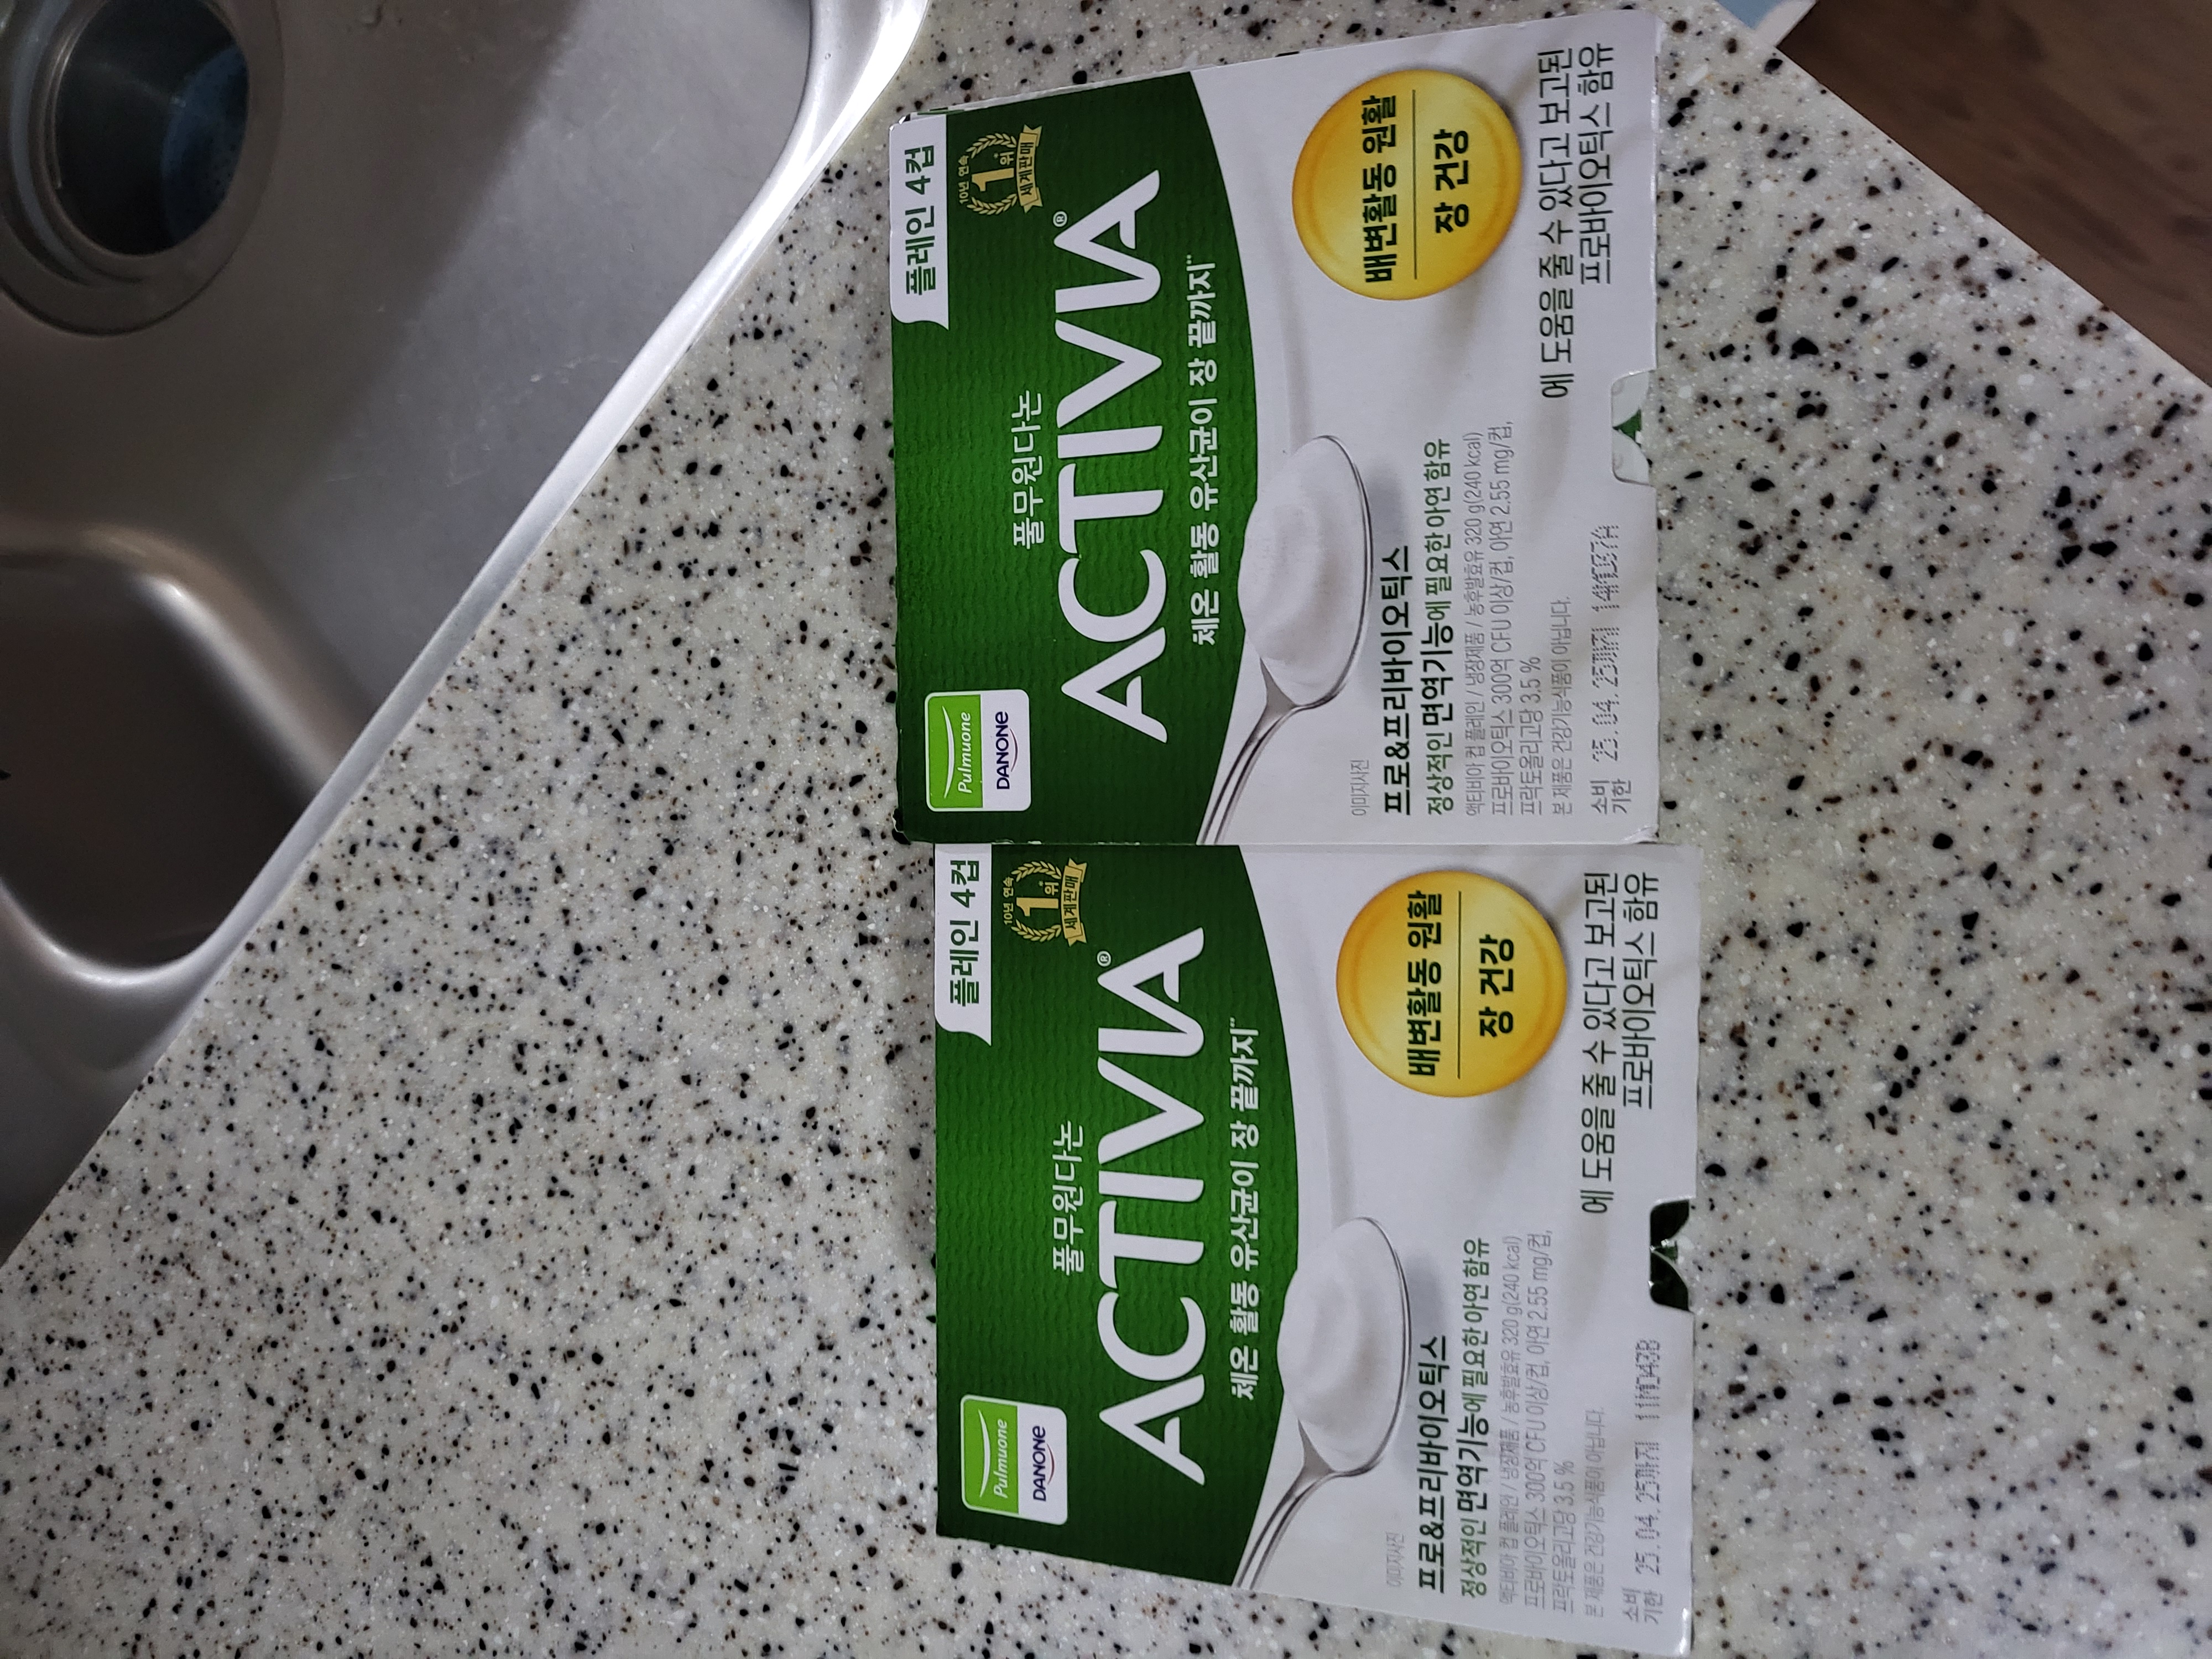 Pulmuone
DANONE
플레인 4컵
10년 연속
1위
세계판매
풀무원다논
ACTIVIA®
체온 활동 유산균이 장 끝까지**
배변활동 원활
장 건강
에 도움을 줄 수 있다고 보고된
프로바이오틱스 함유
이미지사진
프로&프리바이오틱스
정상적인 면역기능에 필요한 아연 함유
액티비아 컵 플레인 / 냉장제품 / 농후발효유 320 g(240 kcal)
프로바이오틱스 300억 CFU 이상/컵, 아연 2.55 mg/컵,
프락토올리고당 3.5 %
본 제품은 건강기능식품이 아닙니다.
소비
기한
25.04.25
Pulmuone
DANONE
플레인 4컵
10년 연속
1위
세계판매
풀무원다논
ACTIVIA®
체온 활동 유산균이 장 끝까지**
배변활동 원활
장 건강
에 도움을 줄 수 있다고 보고된
프로바이오틱스 함유
이미지사진
프로&프리바이오틱스
정상적인 면역기능에 필요한 아연 함유
액티비아 컵 플레인 / 냉장제품 / 농후발효유 320 g(240 kcal)
프로바이오틱스 300억 CFU 이상/컵, 아연 2.55 mg/컵,
프락토올리고당 3.5 %
본 제품은 건강기능식품이 아닙니다.
소비
기한
25.04.25